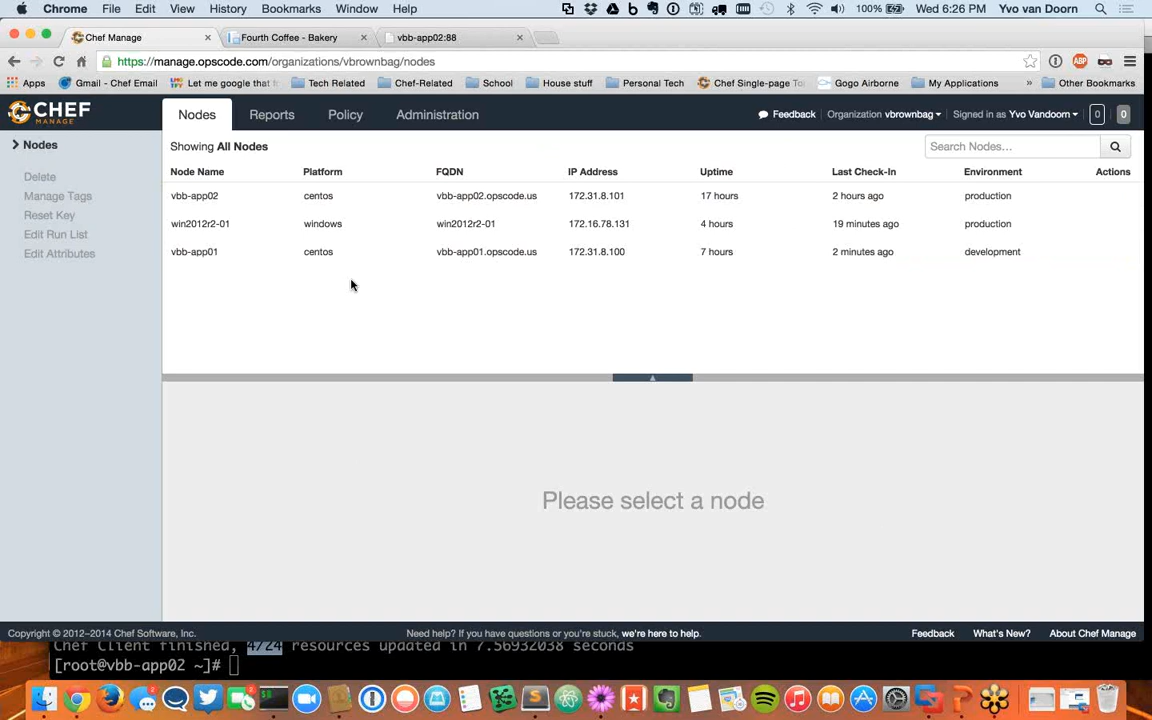 Chrome File Edit View History Bookmarks Window Help 100% Wed 6:26 PM Yvo van Doorn
Chef Manage Fourth Coffee - Bakery vbb-app02:88
https://manage.opscode.com/organizations/vbrownbag/nodes
Apps Gmail - Chef Email Let me google that f Tech Related Chef-Related School House stuff Personal Tech Chef Single-page To Gogo Airborne My Applications » Other Bookmarks
CHEF MANAGE Nodes Reports Policy Administration Feedback Organization vbrownbag Signed in as Yvo Vandoorn 0 0
Nodes
Delete
Manage Tags
Reset Key
Edit Run List
Edit Attributes
Showing All Nodes Search Nodes...
Node Name Platform FQDN IP Address Uptime Last Check-In Environment Actions
vbb-app02 centos vbb-app02.opscode.us 172.31.8.101 17 hours 2 hours ago production
win2012r2-01 windows win2012r2-01 172.16.78.131 4 hours 19 minutes ago production
vbb-app01 centos vbb-app01.opscode.us 172.31.8.100 7 hours 2 minutes ago development
Please select a node
Copyright © 2012–2014 Chef Software, Inc. Need help? If you have questions or you're stuck, we're here to help. Feedback What's New? About Chef Manage
Chef Client finished, 4/24 resources updated in 7.56932038 seconds
[root@vbb-app02 ~]#